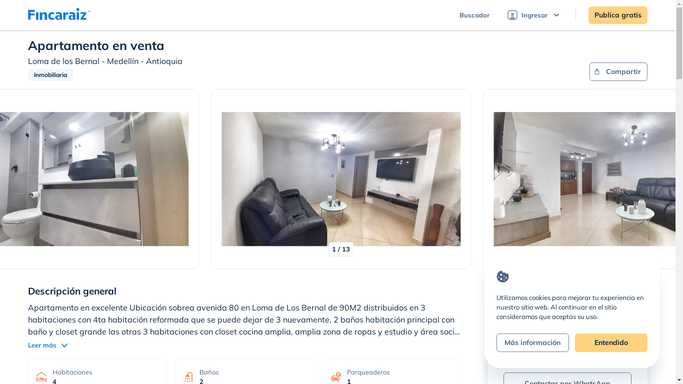 Fincaraiz
Buscador
Ingresar
Publica gratis
Apartamento en venta
Loma de los Bernal - Medellín - Antioquia
Inmobiliaria
Compartir
1 / 13
Descripción general
Apartamento en excelente Ubicación sobrea avenida 80 en Loma de Los Bernal de 90M2 distribuidos en 3
habitaciones con 4ta habitación reformada que se puede dejar de 3 nuevamente, 2 baños habitación principal con
baño y closet grande las otras 3 habitaciones con closet cocina amplia, amplia zona de ropas y estudio y área soci...
Leer más
Habitaciones
4
Baños
2
Parqueaderos
1
Utilizamos cookies para mejorar tu experiencia en
nuestro sitio web. Al continuar en el sitio
consideramos que aceptas su uso.
Más información
Entendido
Contactar por WhatsApp